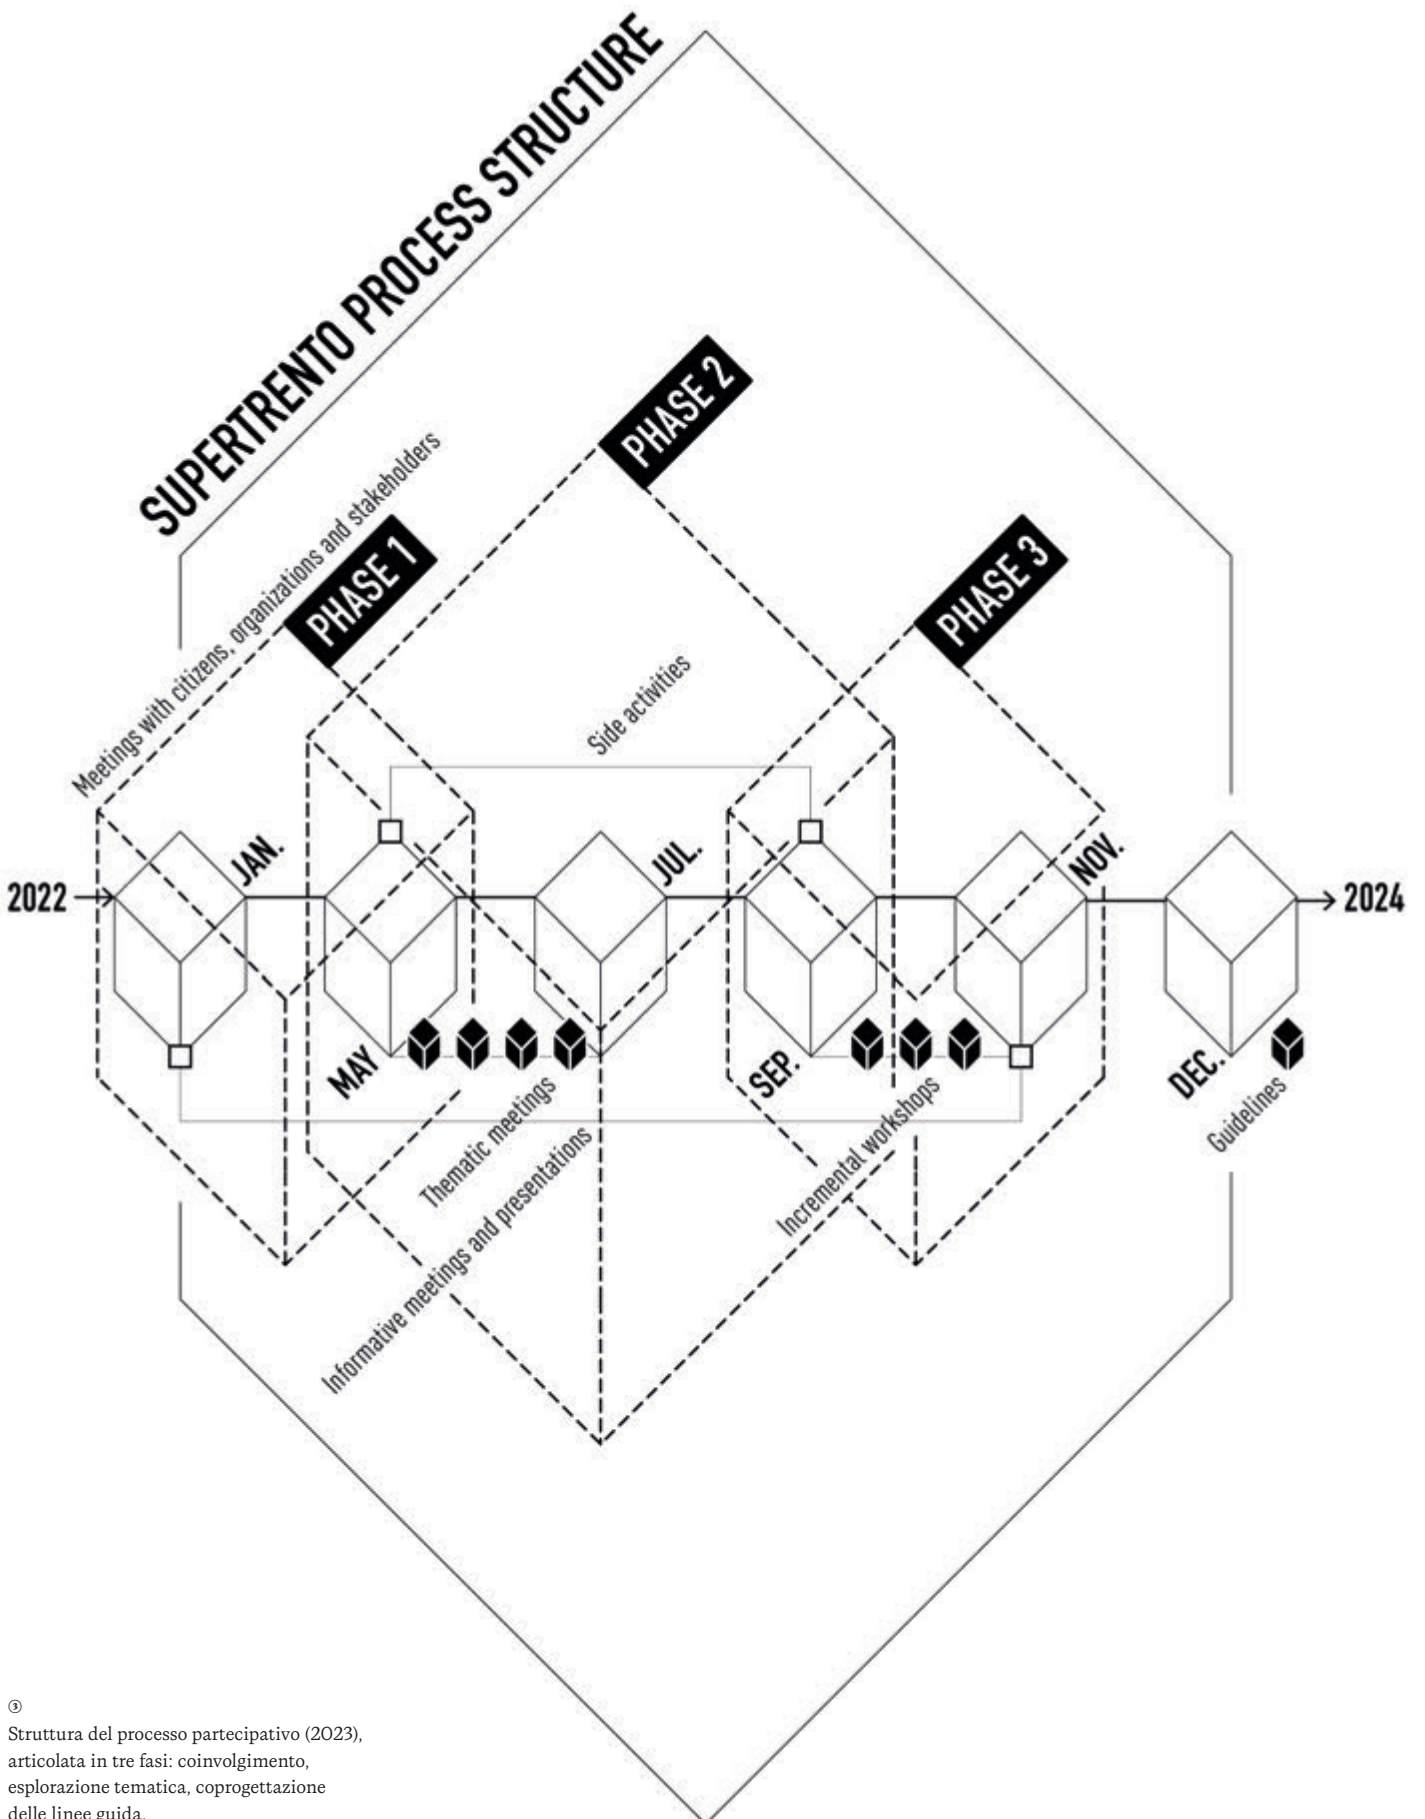 SUPERTRENTO PROCESS STRUCTURE
PHASE 2
Meetings with citizens, organizations and stakeholders
PHASE 1
PHASE 3
Side activities
JAN.
JUL.
NOV.
2022
2024
MAY
SEP.
DEC.
Thematic meetings
Incremental workshops
Guidelines
Informative meetings and presentations
③
Struttura del processo partecipativo (2023),
articolata in tre fasi: coinvolgimento,
esplorazione tematica, coprogettazione
delle linee guida.